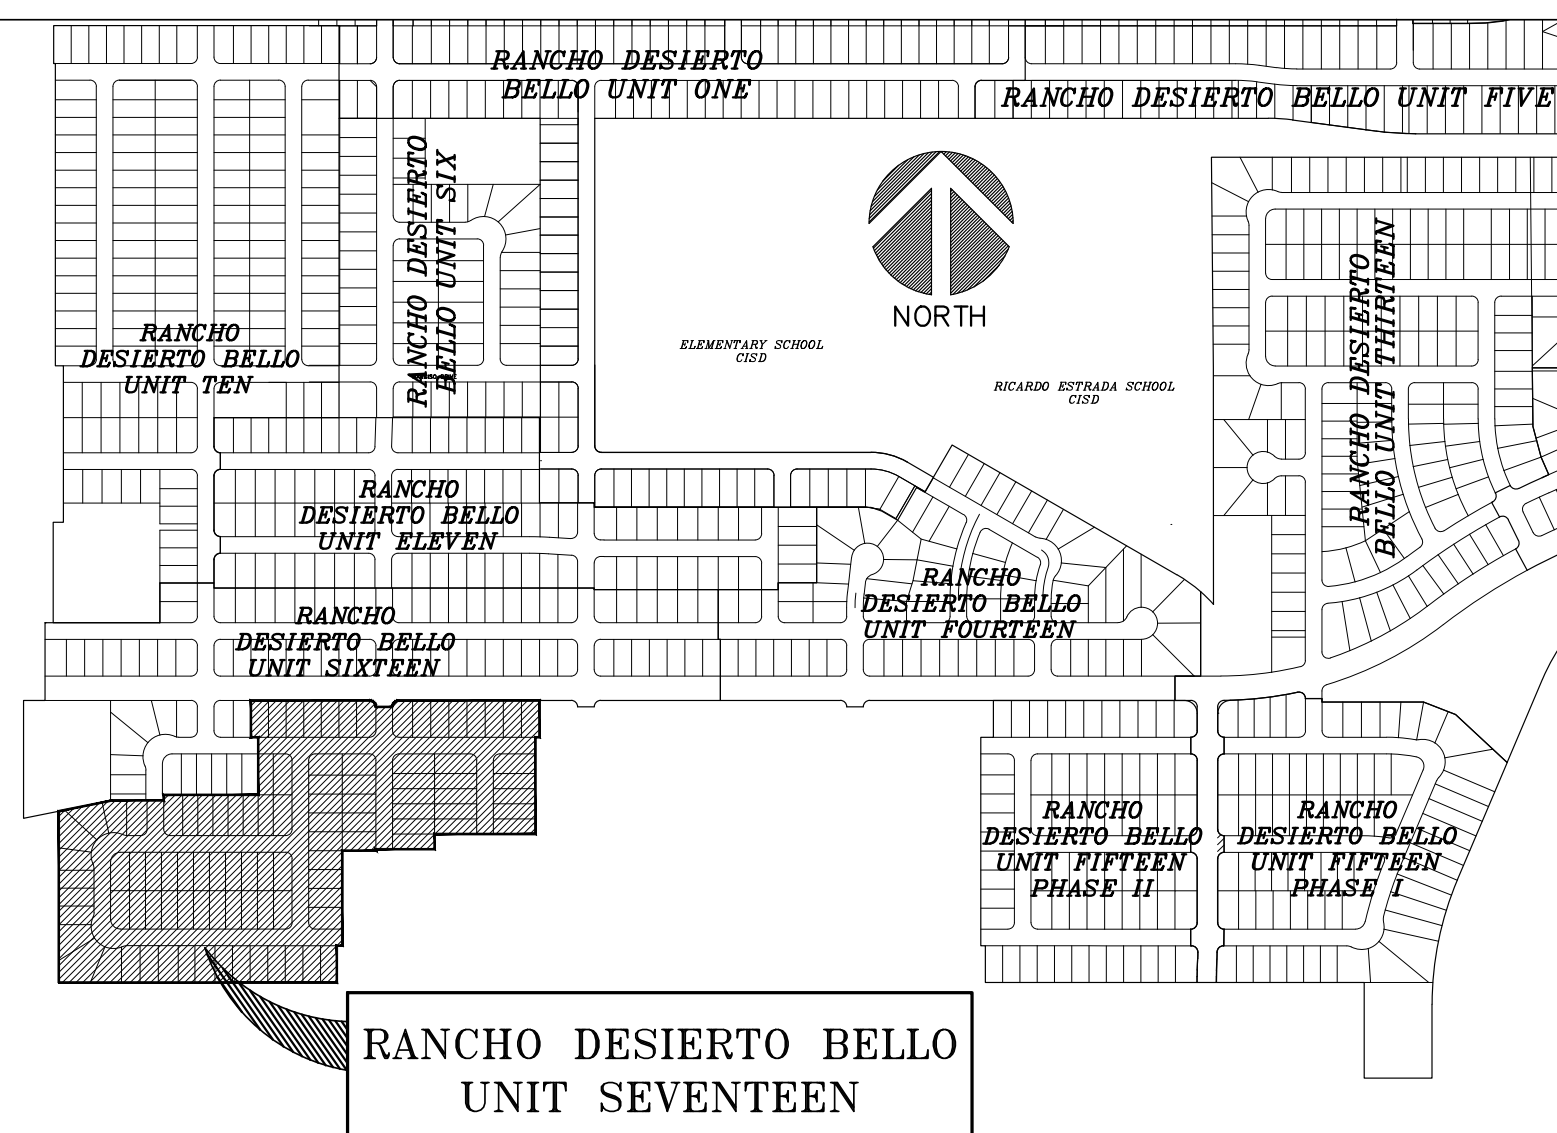 RANCHO DESIERTO
BELLO UNIT ONE
RANCHO DESIERTO BELLO UNIT FIVE
RANCHO DESIERTO
BELLO UNIT SIX
NORTH
ELEMENTARY SCHOOL
CISD
RICARDO ESTRADA SCHOOL
CISD
RANCHO DESIERTO
BELLO UNIT THIRTEEN
RANCHO
DESIERTO BELLO
UNIT TEN
RANCHO
DESIERTO BELLO
UNIT ELEVEN
RANCHO
DESIERTO BELLO
UNIT FOURTEEN
RANCHO
DESIERTO BELLO
UNIT SIXTEEN
RANCHO
DESIERTO BELLO
UNIT FIFTEEN
PHASE II
RANCHO
DESIERTO BELLO
UNIT FIFTEEN
PHASE I
RANCHO DESIERTO BELLO
UNIT SEVENTEEN